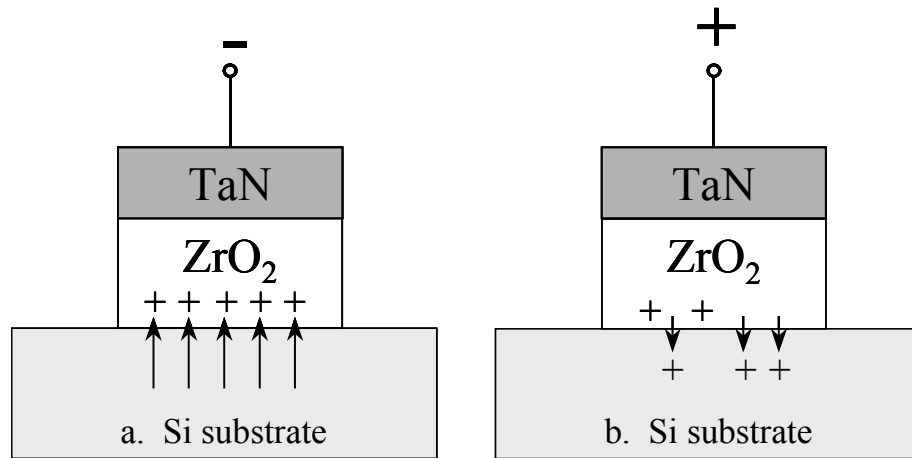 -
+
TaN
TaN
ZrO₂
ZrO₂
+ + + + +
+ +
+ + +
a. Si substrate
b. Si substrate